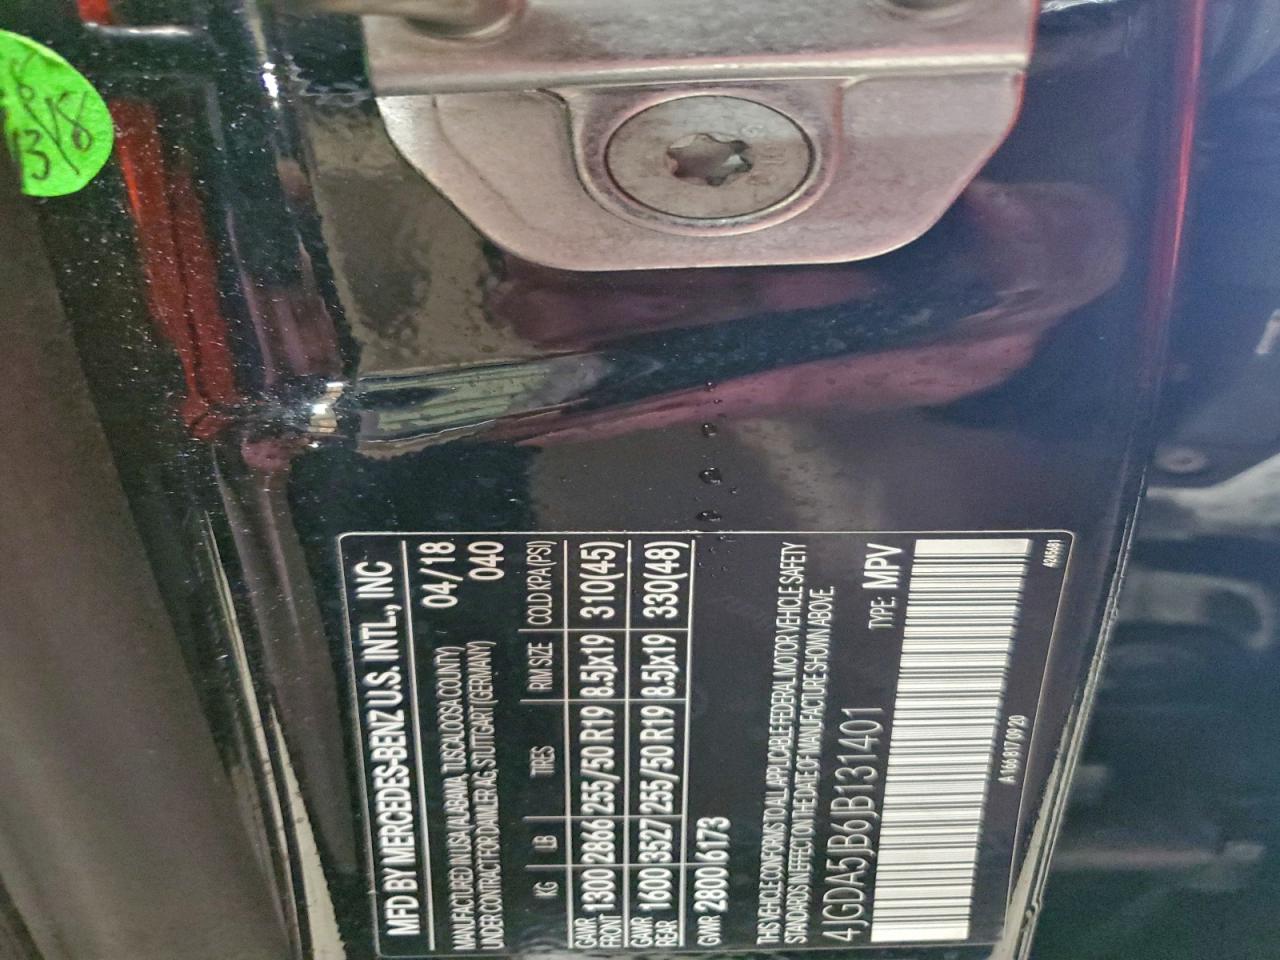 MFD BY MERCEDES-BENZ U.S. INTL., INC
MANUFACTURED IN USA (ALABAMA, TUSCALOOSA COUNTY) 04/18
UNDER CONTRACT FOR DAIMLER AG, STUTTGART (GERMANY) 040
KG LB TIRES RIM SIZE COLD KPA (PSI)
GAWR FRONT 1300 2866 255/50 R19 8.5Jx19 310(45)
GAWR REAR 1600 3527 255/50 R19 8.5Jx19 330(48)
GVWR 2800 6173
THIS VEHICLE CONFORMS TO ALL APPLICABLE FEDERAL MOTOR VEHICLE SAFETY
STANDARDS IN EFFECT ON THE DATE OF MANUFACTURE SHOWN ABOVE.
4JGDA5JB6JB131401 TYPE: MPV
A 166 817 09 20